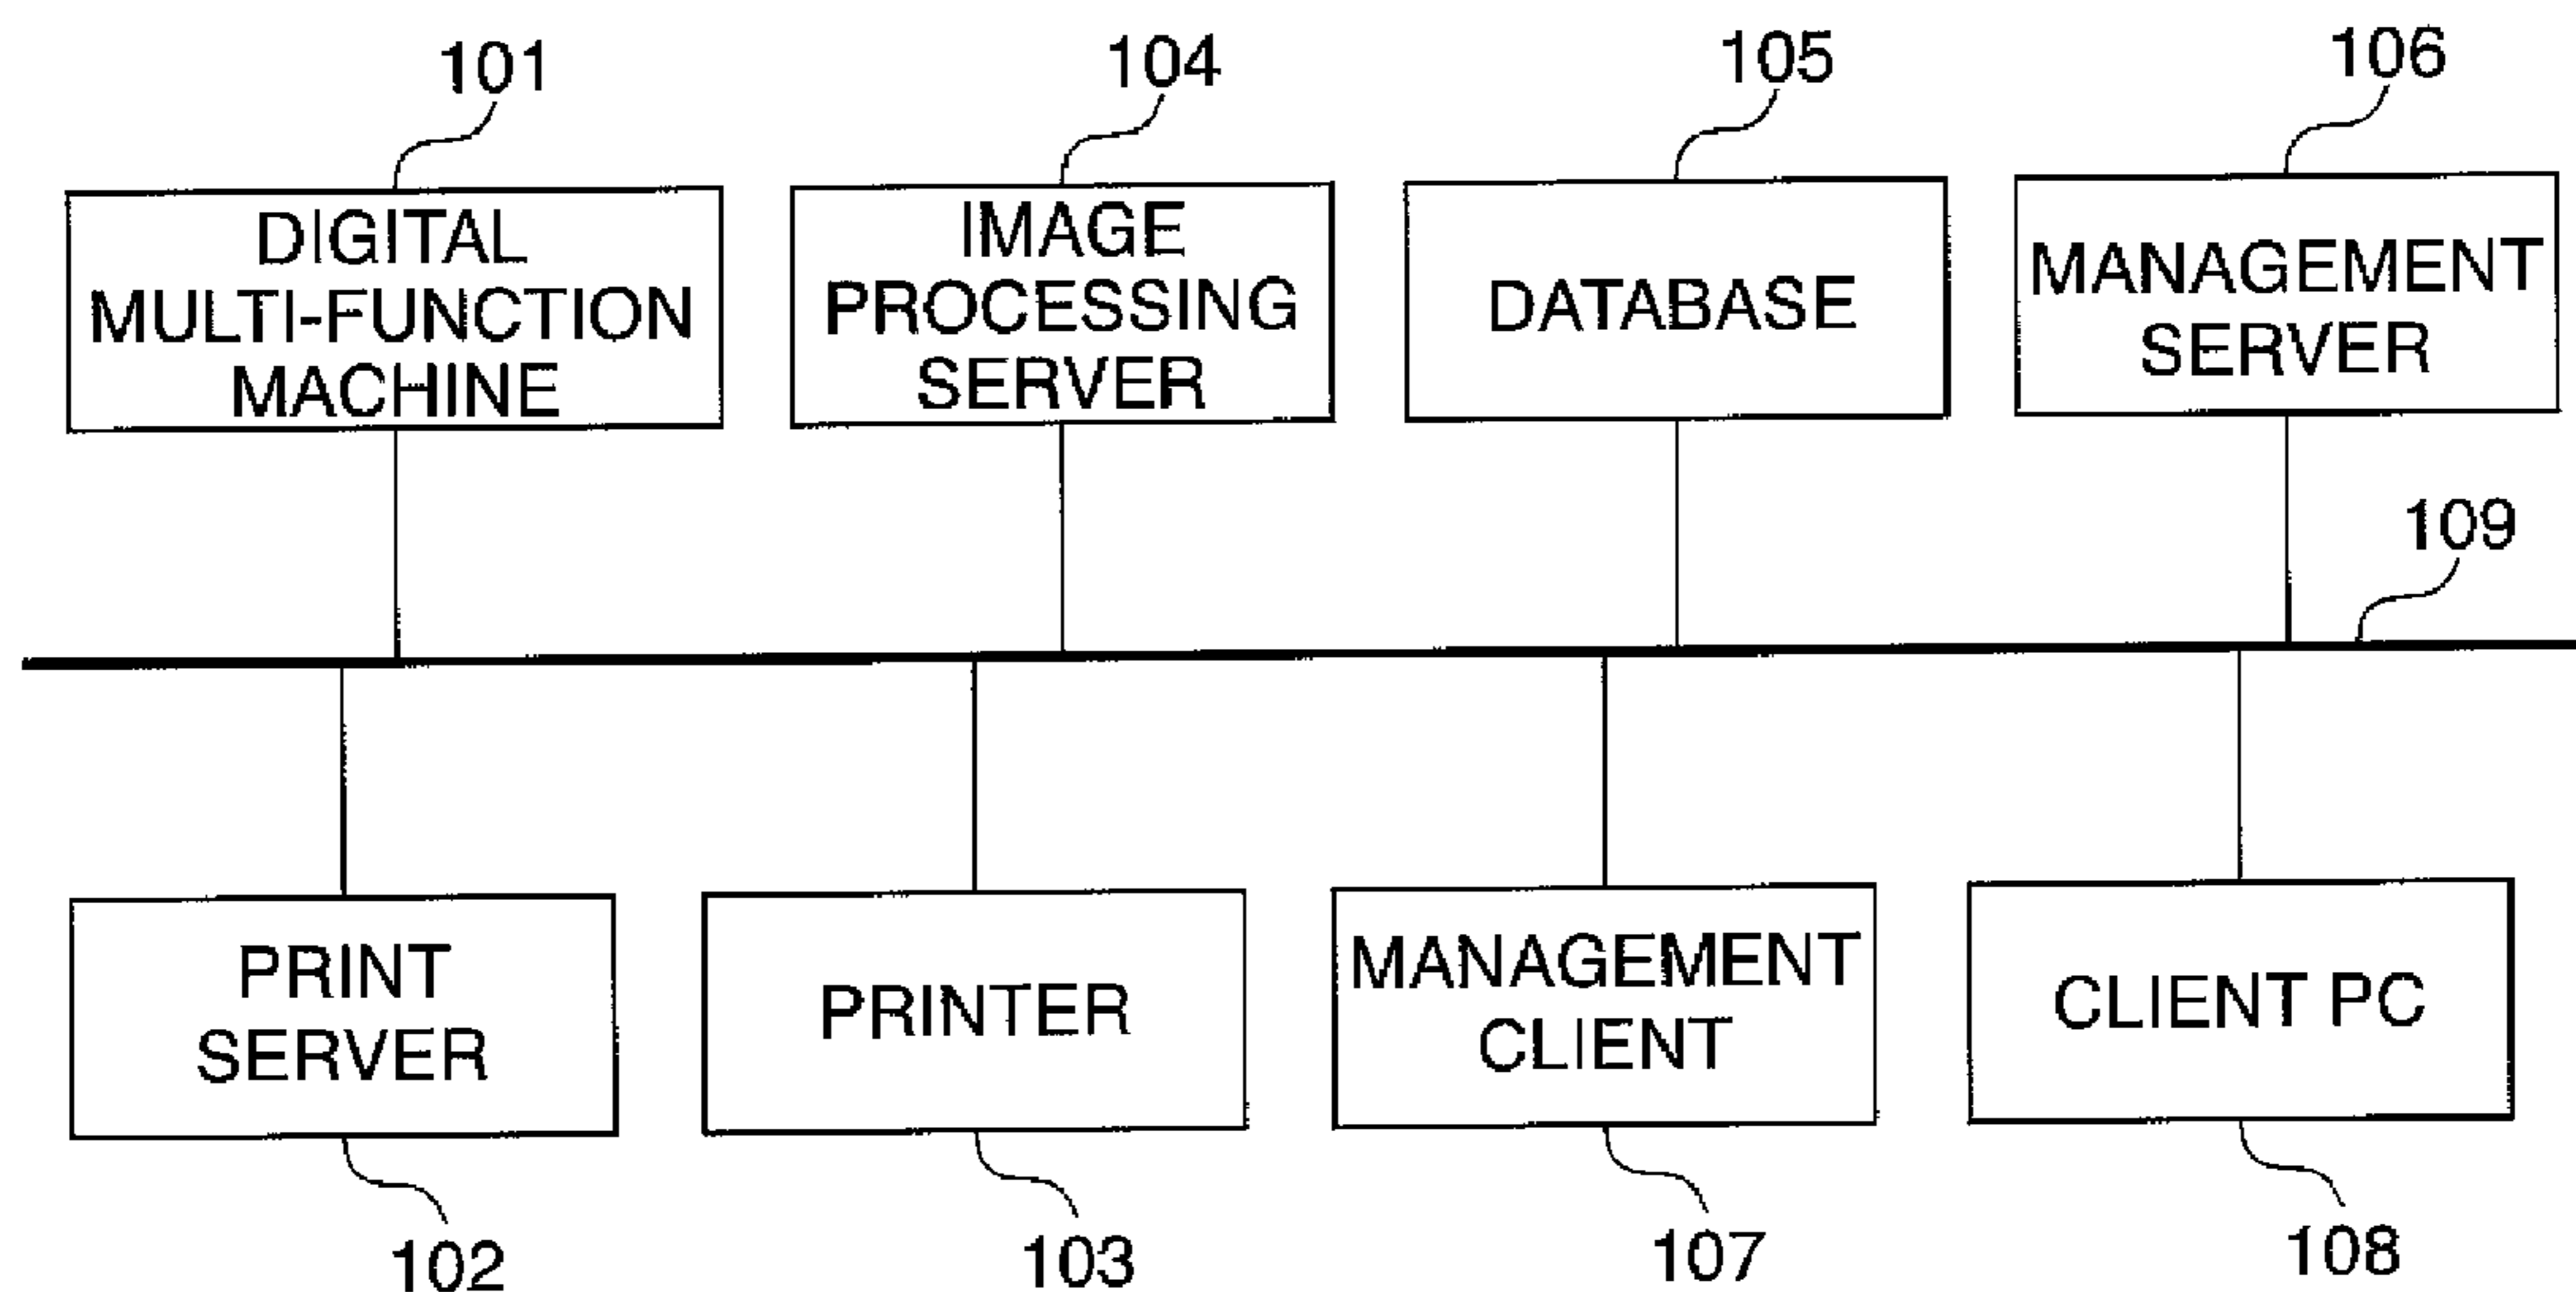 101
104
105
106
DIGITAL
MULTI-FUNCTION
MACHINE
IMAGE
PROCESSING
SERVER
DATABASE
MANAGEMENT
SERVER
109
PRINT
SERVER
PRINTER
MANAGEMENT
CLIENT
CLIENT PC
102
103
107
108